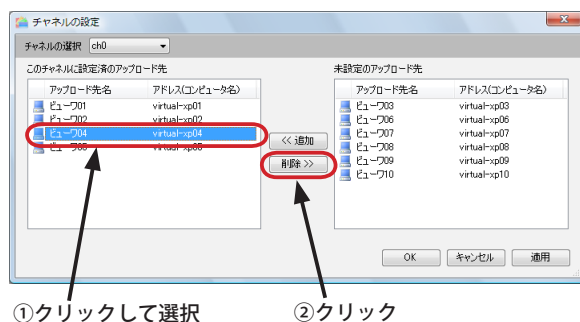 チャネルの設定
チャネルの選択 ch0
このチャネルに設定済のアップロード先
アップロード先名 アドレス(コンピュータ名)
ビューワ01 virtual-xp01
ビューワ02 virtual-xp02
ビューワ04 virtual-xp04
ビューワ05 virtual-xp05
<< 追加
削除 >>
未設定のアップロード先
アップロード先名 アドレス(コンピュータ名)
ビューワ03 virtual-xp03
ビューワ06 virtual-xp06
ビューワ07 virtual-xp07
ビューワ08 virtual-xp08
ビューワ09 virtual-xp09
ビューワ10 virtual-xp10
OK キャンセル 適用
①クリックして選択
②クリック